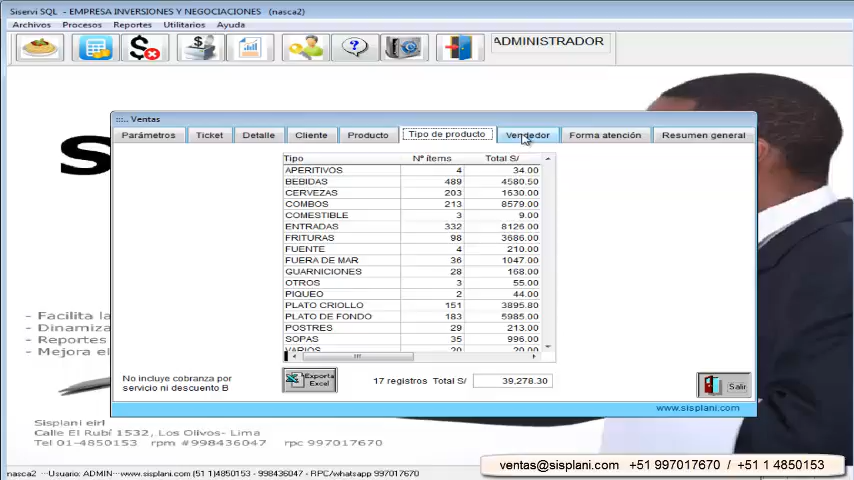 Siservi SQL - EMPRESA INVERSIONES Y NEGOCIACIONES (nasca2)
Archivos Procesos Reportes Utilitarios Ayuda
ADMINISTRADOR
:::.. Ventas
Parámetros Ticket Detalle Cliente Producto Tipo de producto Vendedor Forma atención Resumen general
Tipo Nº items Total S/
APERITIVOS 4 34.00
BEBIDAS 489 4580.50
CERVEZAS 203 1630.00
COMBOS 213 8579.00
COMESTIBLE 3 9.00
ENTRADAS 332 8126.00
FRITURAS 98 3686.00
FUENTE 4 210.00
FUERA DE MAR 36 1047.00
GUARNICIONES 28 168.00
OTROS 3 55.00
PIQUEO 2 44.00
PLATO CRIOLLO 151 3895.80
PLATO DE FONDO 183 5985.00
POSTRES 29 213.00
SOPAS 35 996.00
VARIOS 20 20.00
- Facilita la
- Dinamiza
- Reportes
- Mejora el
No incluye cobranza por
servicio ni descuento B
Exporta
Excel
17 registros Total S/ 39,278.30
Salir
www.sisplani.com
Sisplani eirl
Calle El Rubí 1532, Los Olivos- Lima
Tel 01-4850153 rpm #998436047 rpc 997017670
ventas@sisplani.com +51 997017670 / +51 1 4850153
nasca2 ···Usuario: ADMIN···www.sisplani.com (51 1)4850153 - 998436047 - RPC/whatsapp 997017670